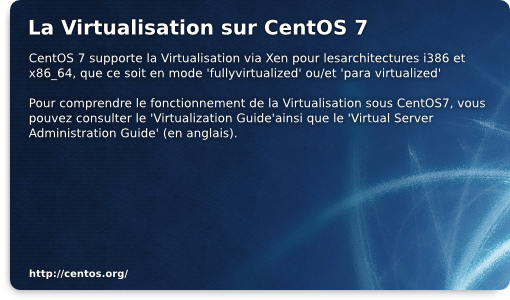 La Virtualisation sur CentOS 7
CentOS 7 supporte la Virtualisation via Xen pour lesarchitectures i386 et
x86_64, que ce soit en mode 'fullyvirtualized' ou/et 'para virtualized'
Pour comprendre le fonctionnement de la Virtualisation sous CentOS7, vous
pouvez consulter le 'Virtualization Guide'ainsi que le 'Virtual Server
Administration Guide' (en anglais).
http://centos.org/